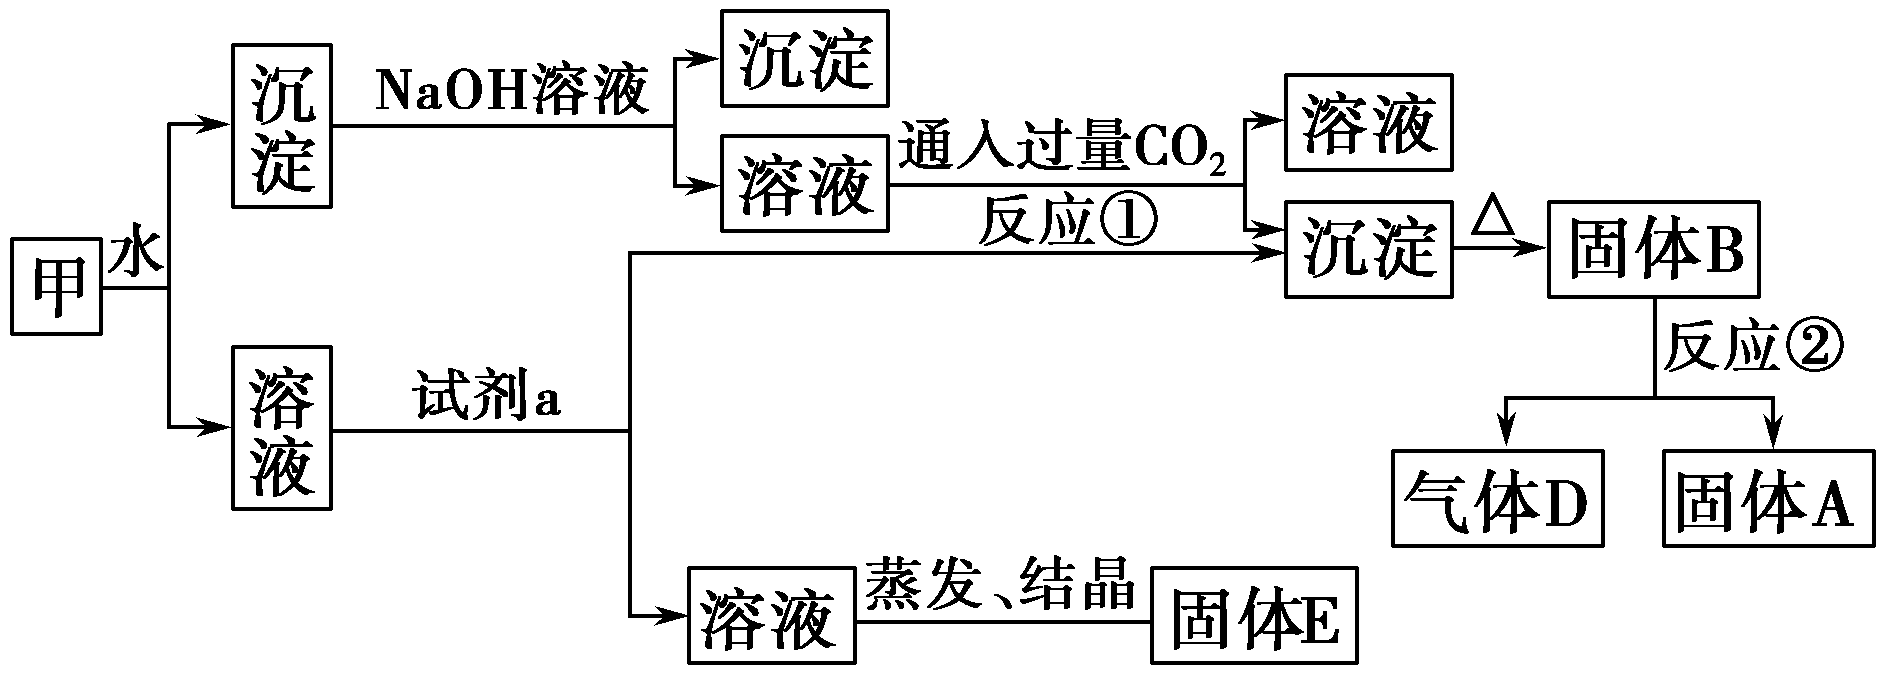 甲
水
沉淀
NaOH溶液
沉淀
溶液
通入过量CO₂
反应①
溶液
沉淀
△
固体B
反应②
气体D
固体A
溶液
试剂a
溶液
蒸发、结晶
固体E